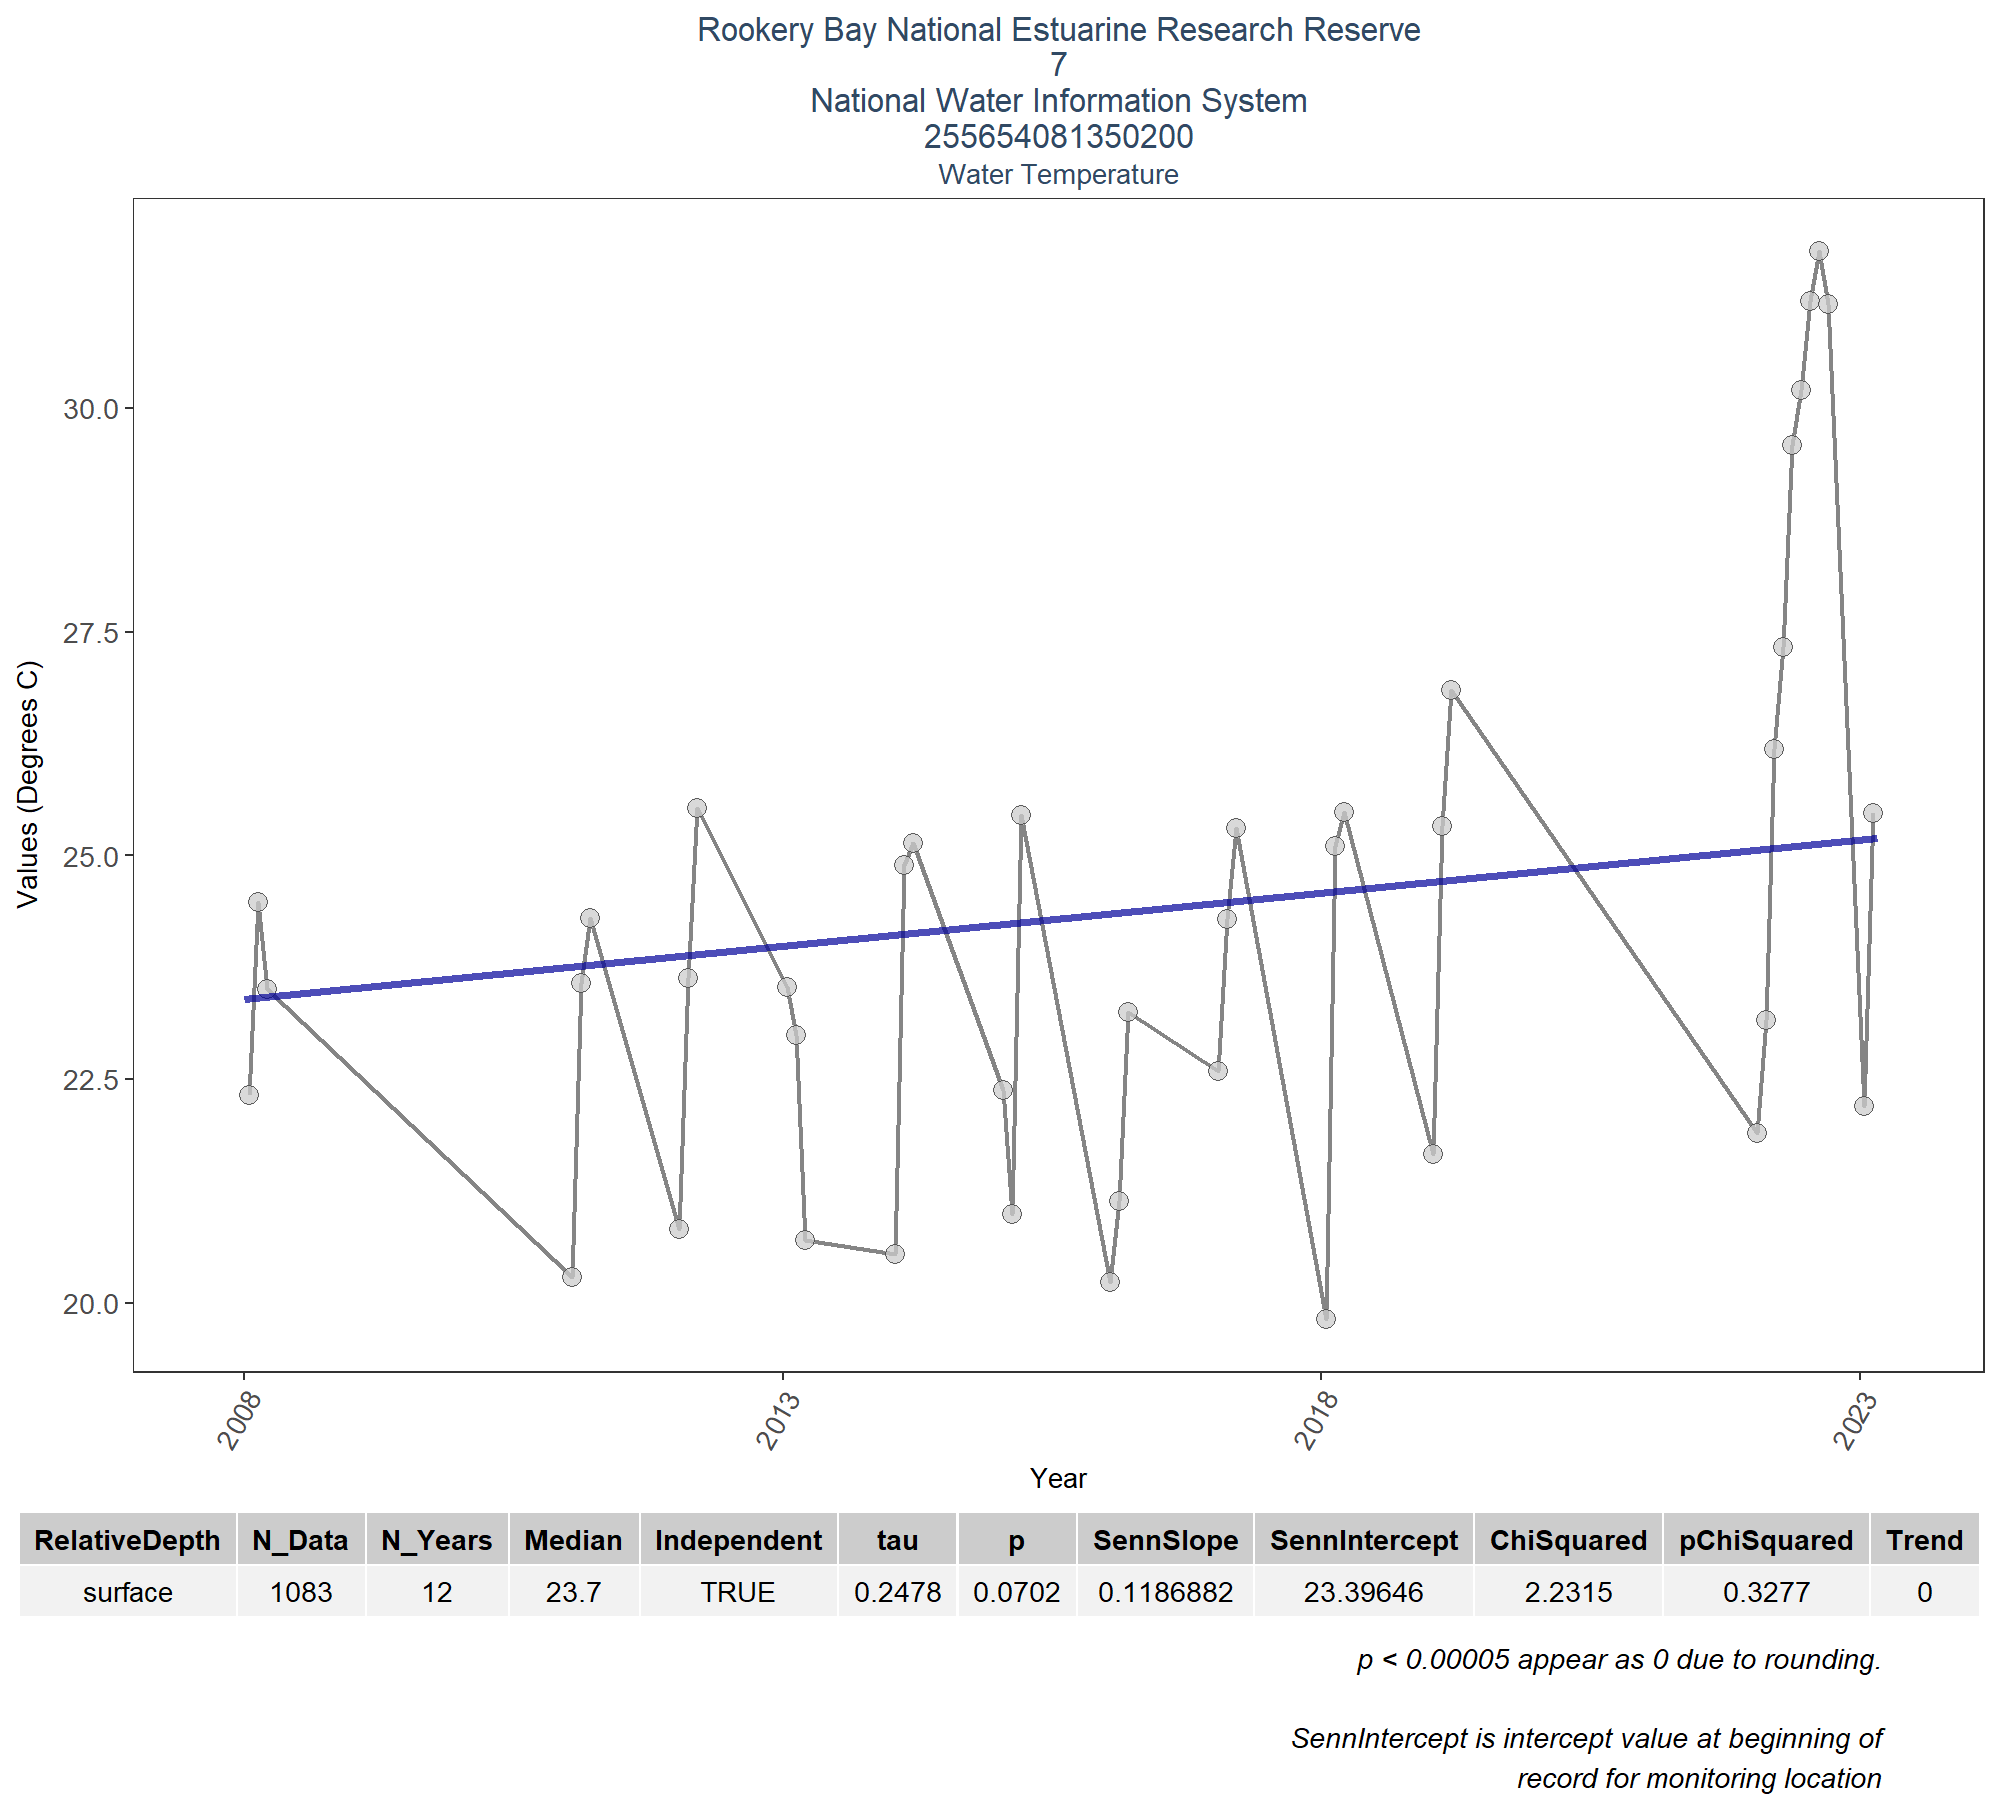 Rookery Bay National Estuarine Research Reserve
7
National Water Information System
255654081350200
Water Temperature
Values (Degrees C)
30.0
27.5
25.0
22.5
20.0
2008
2013
2018
2023
Year
RelativeDepth N_Data N_Years Median Independent tau p SennSlope SennIntercept ChiSquared pChiSquared Trend
surface 1083 12 23.7 TRUE 0.2478 0.0702 0.1186882 23.39646 2.2315 0.3277 0
p < 0.00005 appear as 0 due to rounding.
SennIntercept is intercept value at beginning of
record for monitoring location